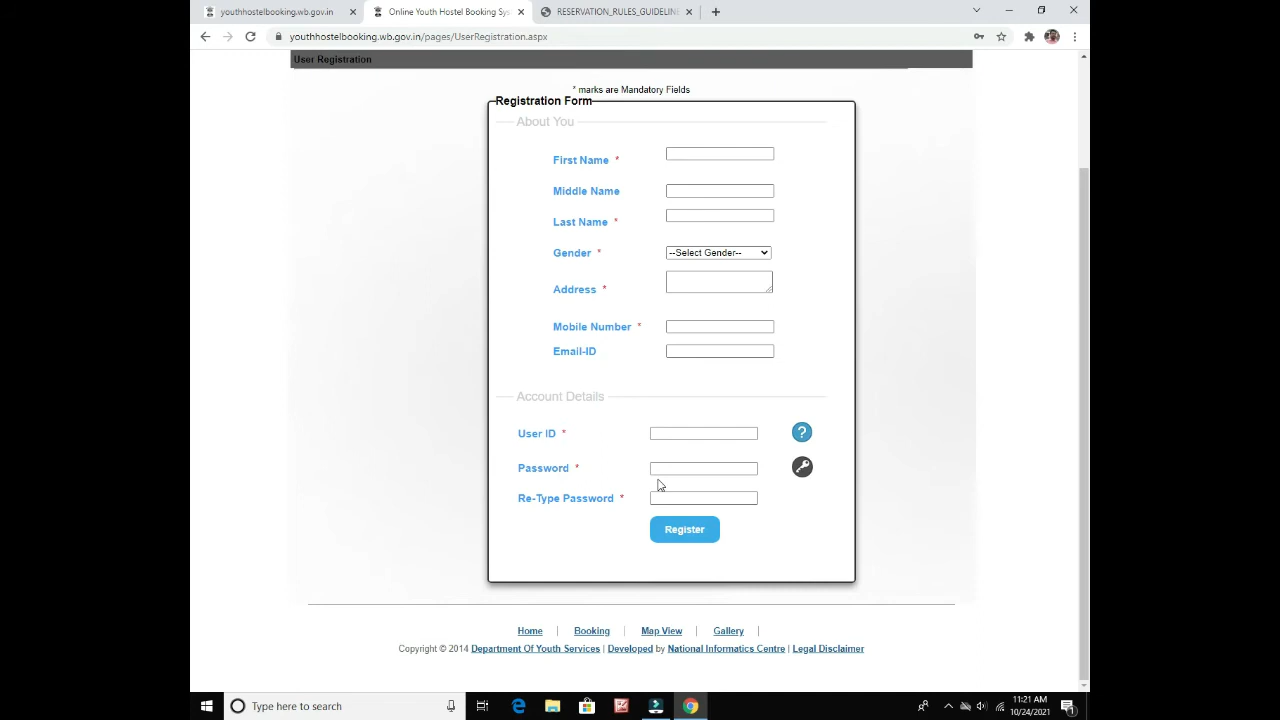 youthhostelbooking.wb.gov.in
Online Youth Hostel Booking Sys
RESERVATION_RULES_GUIDELINE
youthhostelbooking.wb.gov.in/pages/UserRegistration.aspx
User Registration
* marks are Mandatory Fields
Registration Form
About You
First Name *
Middle Name
Last Name *
Gender * --Select Gender--
Address *
Mobile Number *
Email-ID
Account Details
User ID * ?
Password *
Re-Type Password *
Register
Home | Booking | Map View | Gallery |
Copyright © 2014 Department Of Youth Services | Developed by National Informatics Centre | Legal Disclaimer
Type here to search
11:21 AM
10/24/2021
1